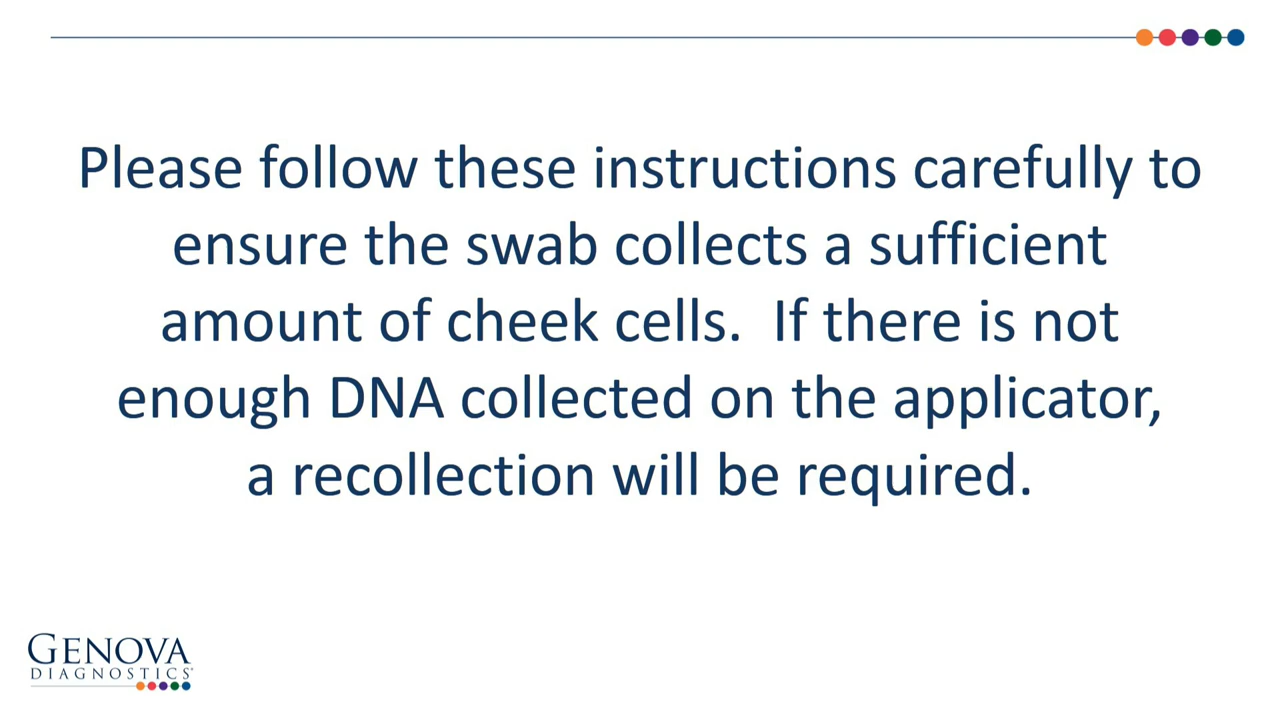 Please follow these instructions carefully to
ensure the swab collects a sufficient
amount of cheek cells.  If there is not
enough DNA collected on the applicator,
a recollection will be required.
GENOVA
DIAGNOSTICS